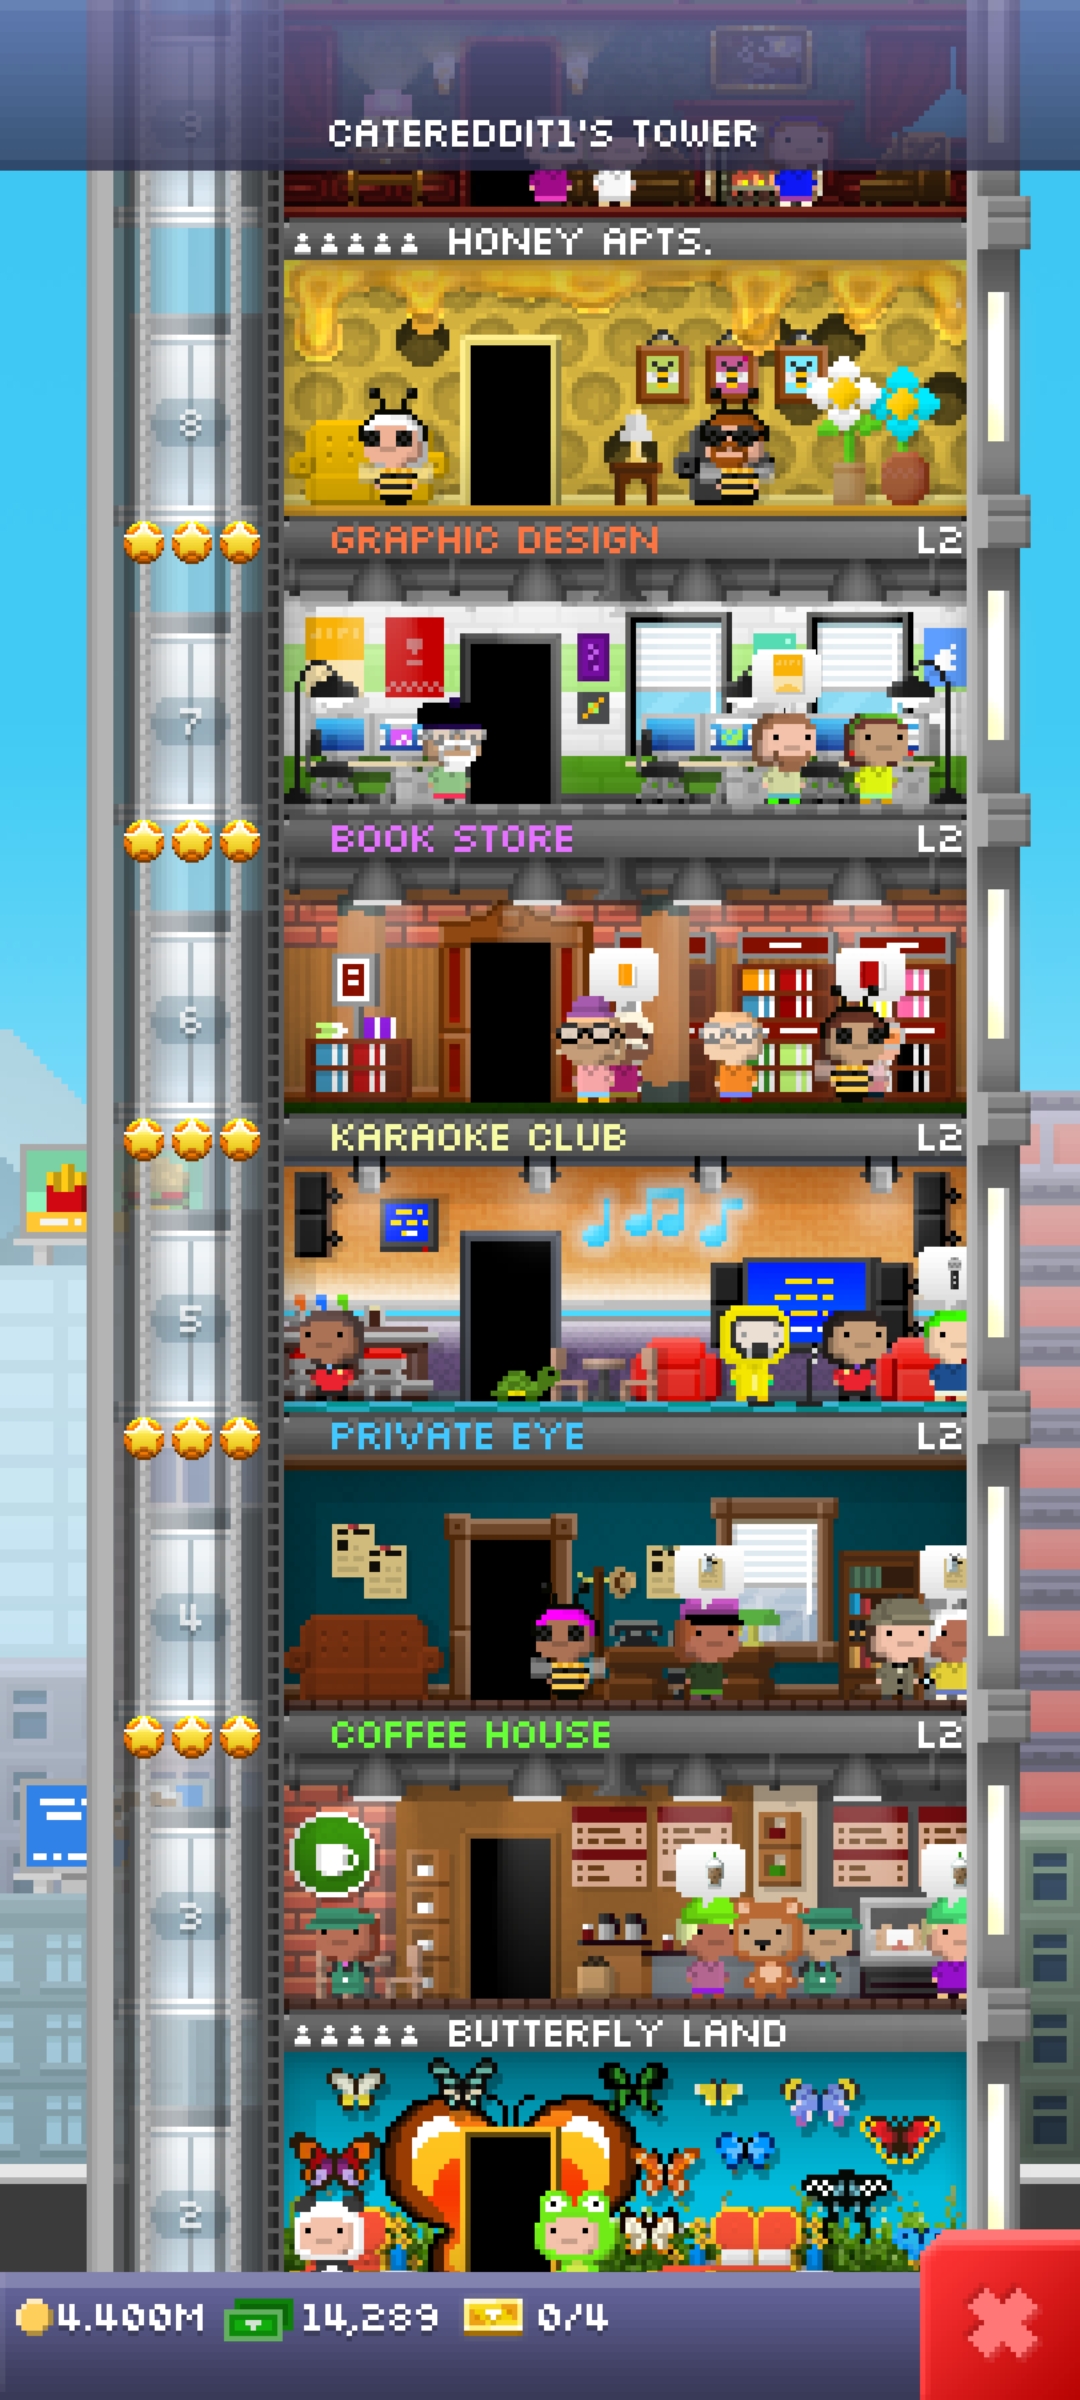 9
CATEREDDIT1'S TOWER
HONEY APTS.
8
GRAPHIC DESIGN L2
7
BOOK STORE L2
8
6
KARAOKE CLUB L2
5
PRIVATE EYE L2
4
COFFEE HOUSE L2
3
BUTTERFLY LAND
2
4.400M 14,289 0/4